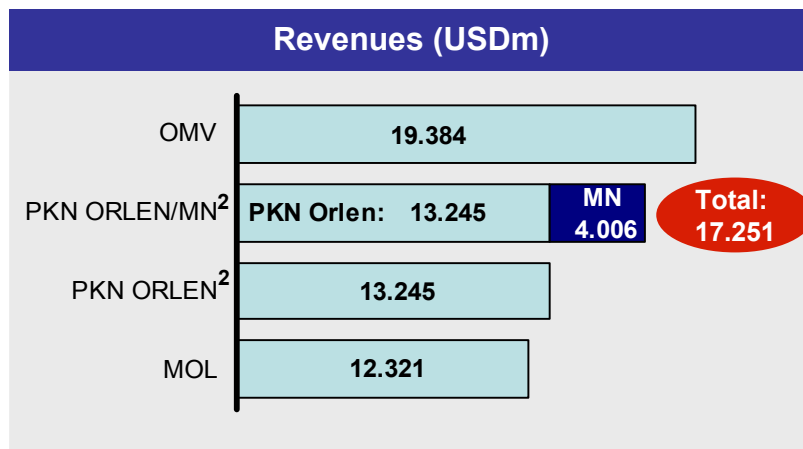 Revenues (USDm)
OMV 19.384
PKN ORLEN/MN² PKN Orlen: 13.245 MN 4.006 Total: 17.251
PKN ORLEN² 13.245
MOL 12.321